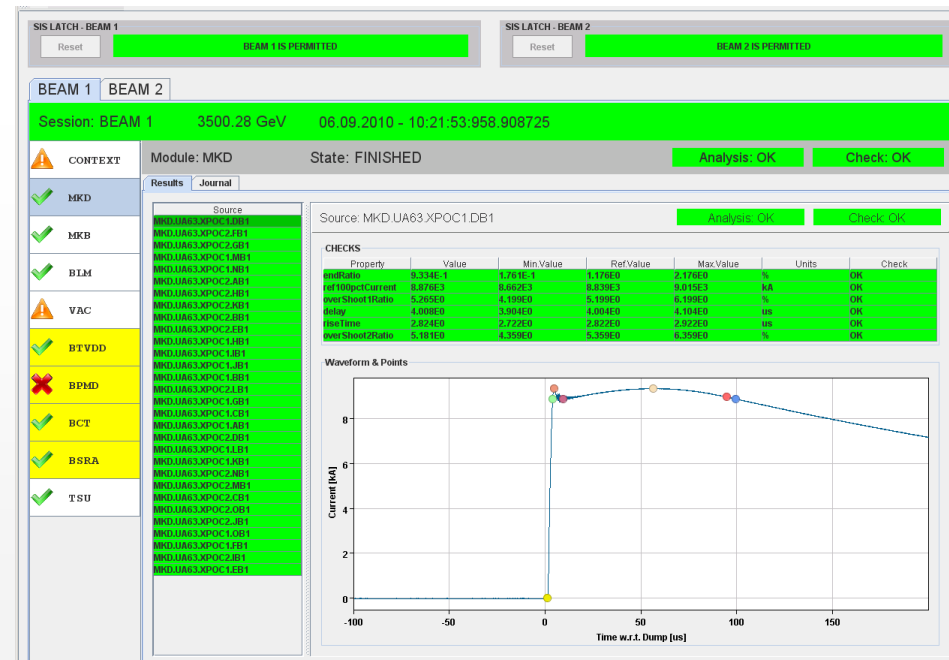 SIS LATCH - BEAM 1
Reset
BEAM 1 IS PERMITTED
SIS LATCH - BEAM 2
Reset
BEAM 2 IS PERMITTED
BEAM 1
BEAM 2
Session: BEAM 1 3500.28 GeV 06.09.2010 - 10:21:53:958.908725
CONTEXT
MKD
MKB
BLM
VAC
BTVDD
BPMD
BCT
BSRA
TSU
Module: MKD State: FINISHED Analysis: OK Check: OK
Results Journal
Source
MKD.UA63.XPOC1.DB1
MKD.UA63.XPOC2.FB1
MKD.UA63.XPOC2.GB1
MKD.UA63.XPOC1.MB1
MKD.UA63.XPOC1.NB1
MKD.UA63.XPOC2.AB1
MKD.UA63.XPOC2.HB1
MKD.UA63.XPOC2.KB1
MKD.UA63.XPOC2.BB1
MKD.UA63.XPOC2.EB1
MKD.UA63.XPOC1.HB1
MKD.UA63.XPOC1.IB1
MKD.UA63.XPOC1.JB1
MKD.UA63.XPOC1.BB1
MKD.UA63.XPOC2.LB1
MKD.UA63.XPOC1.GB1
MKD.UA63.XPOC1.CB1
MKD.UA63.XPOC1.AB1
MKD.UA63.XPOC2.DB1
MKD.UA63.XPOC1.LB1
MKD.UA63.XPOC1.KB1
MKD.UA63.XPOC2.NB1
MKD.UA63.XPOC2.MB1
MKD.UA63.XPOC2.CB1
MKD.UA63.XPOC2.OB1
MKD.UA63.XPOC2.JB1
MKD.UA63.XPOC1.OB1
MKD.UA63.XPOC1.FB1
MKD.UA63.XPOC2.IB1
MKD.UA63.XPOC1.EB1
Source: MKD.UA63.XPOC1.DB1 Analysis: OK Check: OK
CHECKS
Property Value Min.Value Ref.Value Max.Value Units Check
endRatio 9.334E-1 1.761E-1 1.176E0 2.176E0 % OK
ref100pctCurrent 8.876E3 8.662E3 8.839E3 9.015E3 kA OK
overShoot1Ratio 5.265E0 4.199E0 5.199E0 6.199E0 % OK
delay 4.008E0 3.904E0 4.004E0 4.104E0 us OK
riseTime 2.824E0 2.722E0 2.822E0 2.922E0 us OK
overShoot2Ratio 5.181E0 4.359E0 5.359E0 6.359E0 % OK
Waveform & Points
Current [kA]
8
6
4
2
0
-100 -50 0 50 100 150
Time w.r.t. Dump [us]